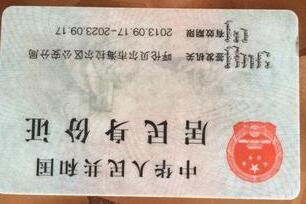 中华人民共和国
居民身份证
签发机关 呼伦贝尔市海拉尔区公安分局
有效期限 2013.09.17-2023.09.17